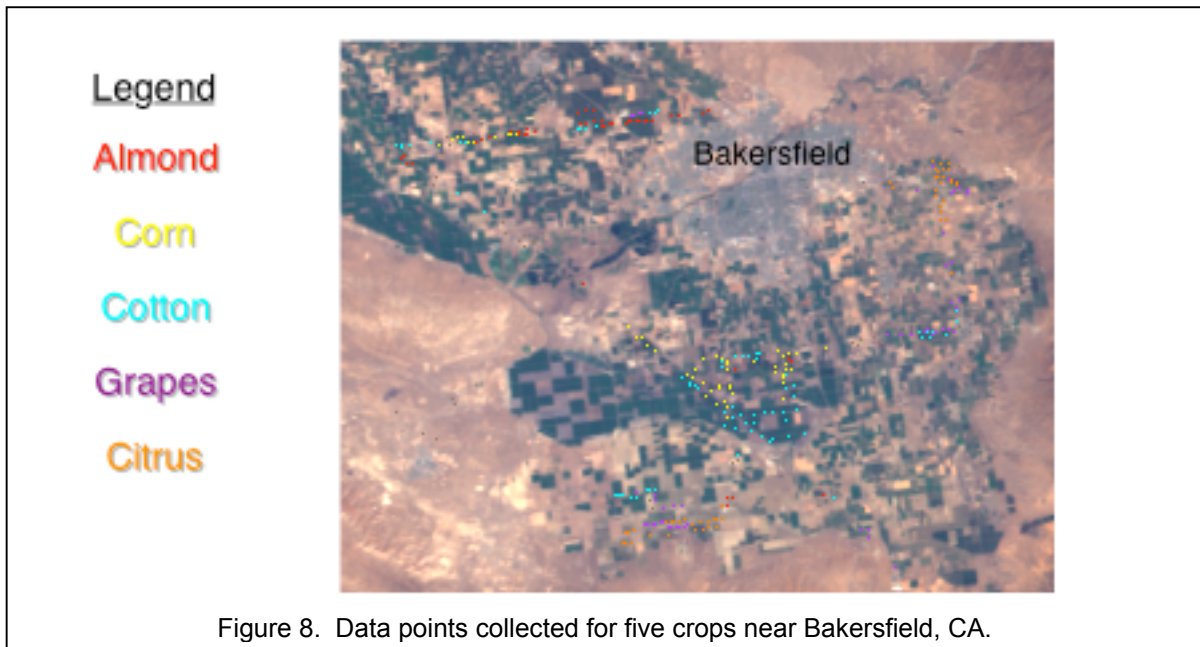 Legend
Almond
Corn
Cotton
Grapes
Citrus
Bakersfield
Figure 8.  Data points collected for five crops near Bakersfield, CA.